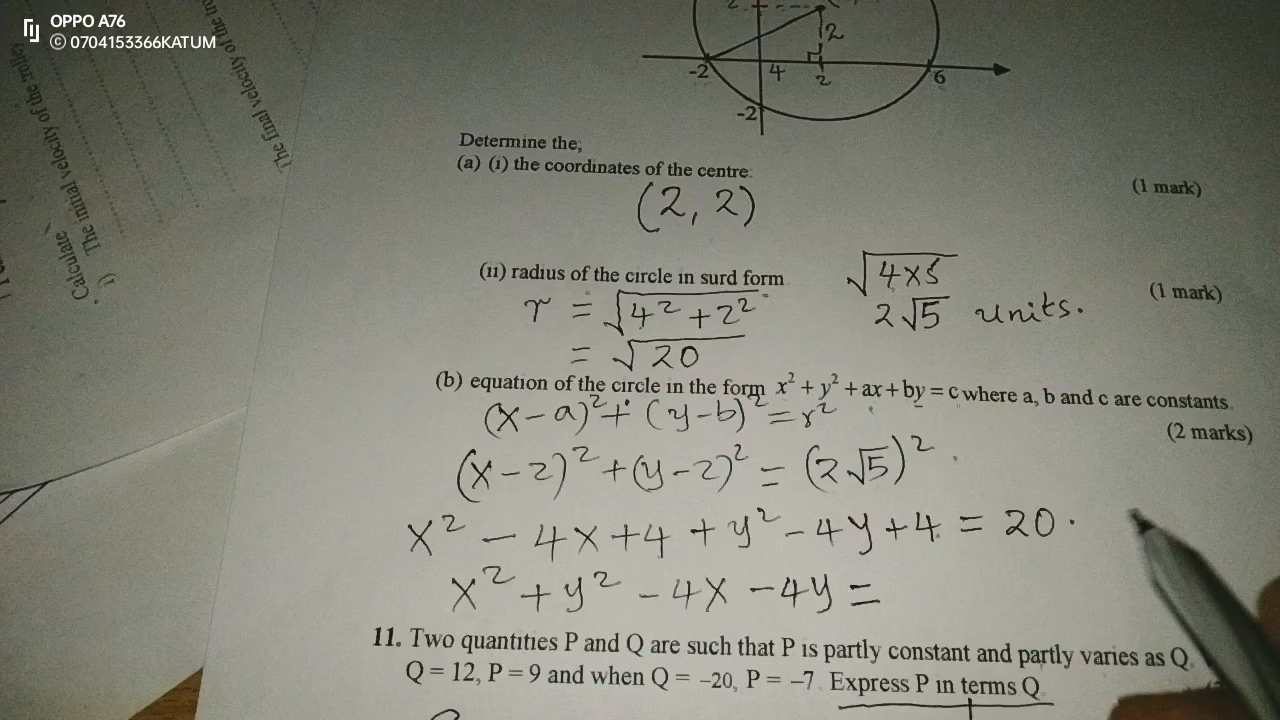 OPPO A76
© 0704153366KATUM
The final velocity of the tro
The initial velocity of the trolley
Calculate
i)
2
2
-2
4
2
6
-2
Determine the;
(a) (i) the coordinates of the centre.
(1 mark)
(2, 2)
(ii) radius of the circle in surd form
(1 mark)
r = √4² + 2²
√4×5
= √20
2√5 units.
(b) equation of the circle in the form x² + y² + ax + by = c where a, b and c are constants.
(2 marks)
(x-a)² + (y-b)² = r²
(x-2)² + (y-2)² = (2√5)²
x² - 4x + 4 + y² - 4y + 4 = 20.
x² + y² - 4x - 4y =
11. Two quantities P and Q are such that P is partly constant and partly varies as Q.
Q = 12, P = 9 and when Q = –20, P = –7 Express P in terms Q